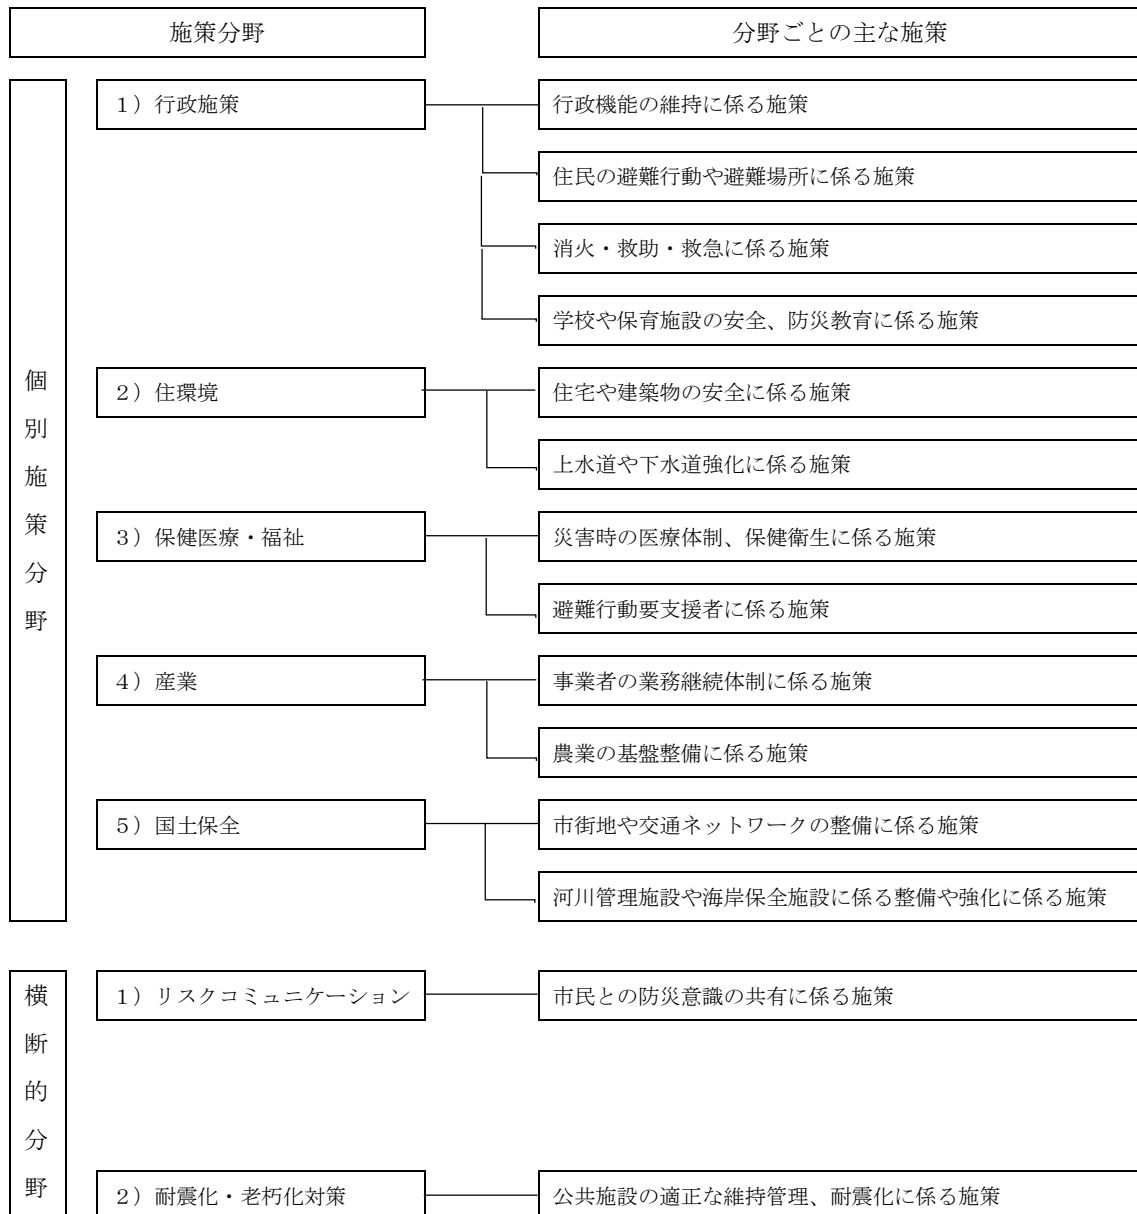 施策分野
分野ごとの主な施策
個別施策分野
1）行政施策
行政機能の維持に係る施策
住民の避難行動や避難場所に係る施策
消火・救助・救急に係る施策
学校や保育施設の安全、防災教育に係る施策
2）住環境
住宅や建築物の安全に係る施策
上水道や下水道強化に係る施策
3）保健医療・福祉
災害時の医療体制、保健衛生に係る施策
避難行動要支援者に係る施策
4）産業
事業者の業務継続体制に係る施策
農業の基盤整備に係る施策
5）国土保全
市街地や交通ネットワークの整備に係る施策
河川管理施設や海岸保全施設に係る整備や強化に係る施策
横断的分野
1）リスクコミュニケーション
市民との防災意識の共有に係る施策
2）耐震化・老朽化対策
公共施設の適正な維持管理、耐震化に係る施策